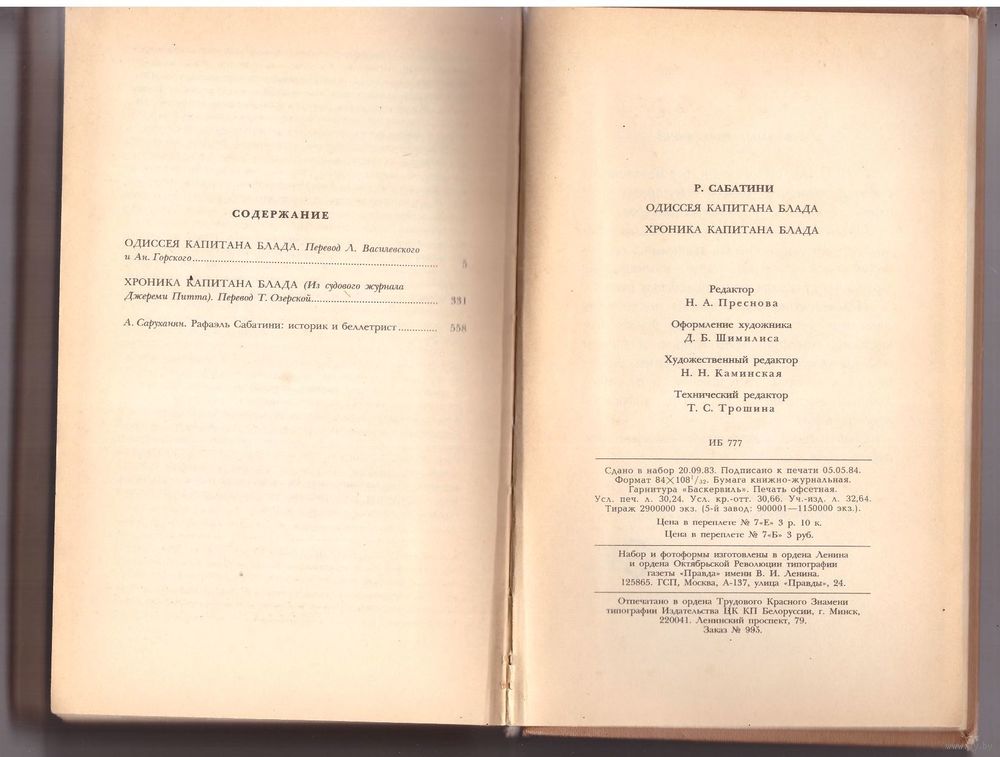 СОДЕРЖАНИЕ
ОДИССЕЯ КАПИТАНА БЛАДА. Перевод Л. Василевского
и Ан. Горского 5
ХРОНИКА КАПИТАНА БЛАДА (Из судового журнала
Джереми Питта). Перевод Т. Озерской 331
А. Саруханян. Рафаэль Сабатини: историк и беллетрист 558
Р. САБАТИНИ
ОДИССЕЯ КАПИТАНА БЛАДА
ХРОНИКА КАПИТАНА БЛАДА
Редактор
Н. А. Преснова
Оформление художника
Д. Б. Шимилиса
Художественный редактор
Н. Н. Каминская
Технический редактор
Т. С. Трошина
ИБ 777
Сдано в набор 20.09.83. Подписано к печати 05.05.84.
Формат 84×108¹/₃₂. Бумага книжно-журнальная.
Гарнитура «Баскервиль». Печать офсетная.
Усл. печ. л. 30,24. Усл. кр.-отт. 30,66. Уч.-изд. л. 32,64.
Тираж 2900000 экз. (5-й завод: 900001—1150000 экз.).
Цена в переплете № 7«Е» 3 р. 10 к.
Цена в переплете № 7«Б» 3 руб.
Набор и фотоформы изготовлены в ордена Ленина
и ордена Октябрьской Революции типографии
газеты «Правда» имени В. И. Ленина.
125865. ГСП, Москва, А-137, улица «Правды», 24.
Отпечатано в ордена Трудового Красного Знамени
типографии Издательства ЦК КП Белоруссии, г. Минск,
220041. Ленинский проспект, 79.
Заказ № 995.